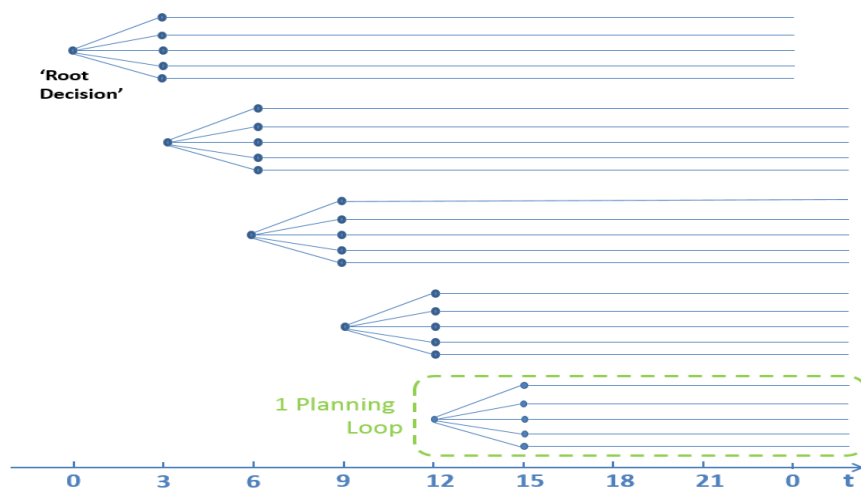 ‘Root
Decision’
1 Planning
Loop
0 3 6 9 12 15 18 21 0 t